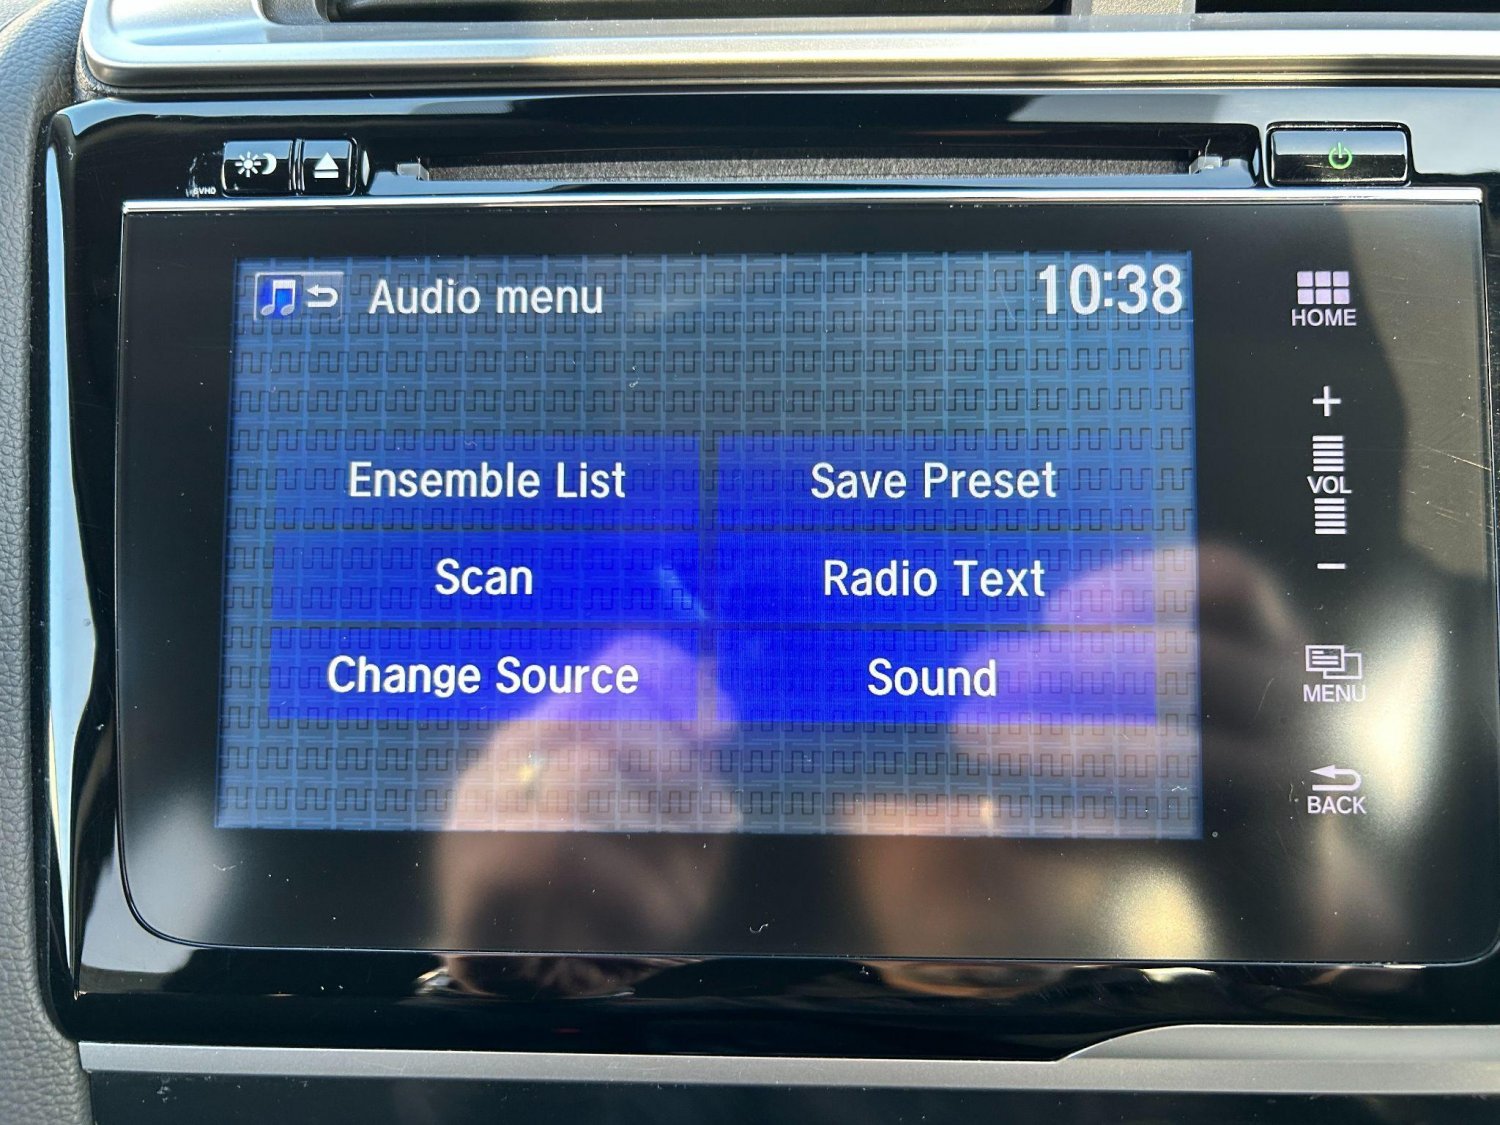 Audio menu
10:38
HOME
Ensemble List
Save Preset
+
VOL
-
Scan
Radio Text
Change Source
Sound
MENU
BACK